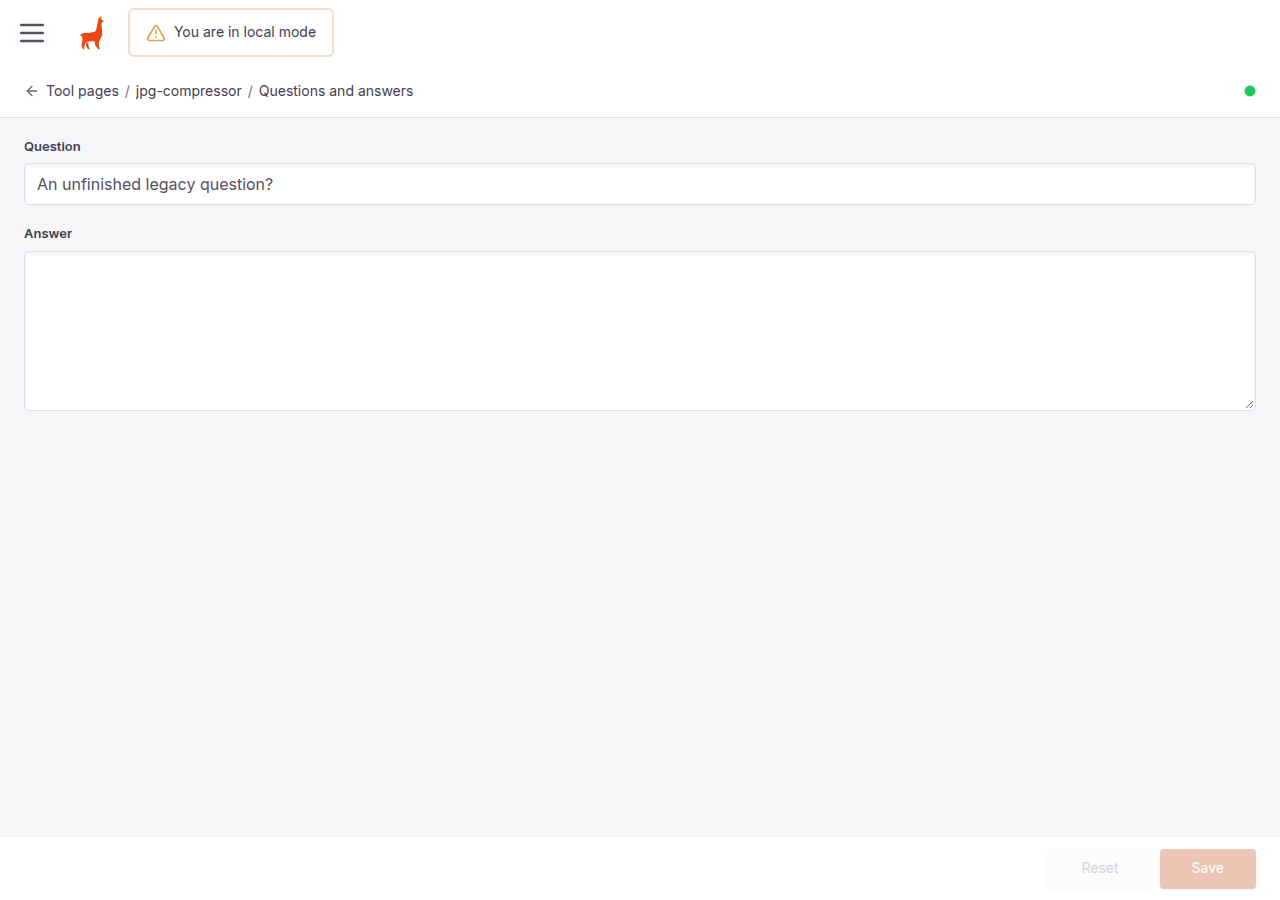 You are in local mode
Tool pages / jpg-compressor / Questions and answers
Question
An unfinished legacy question?
Answer
Reset Save